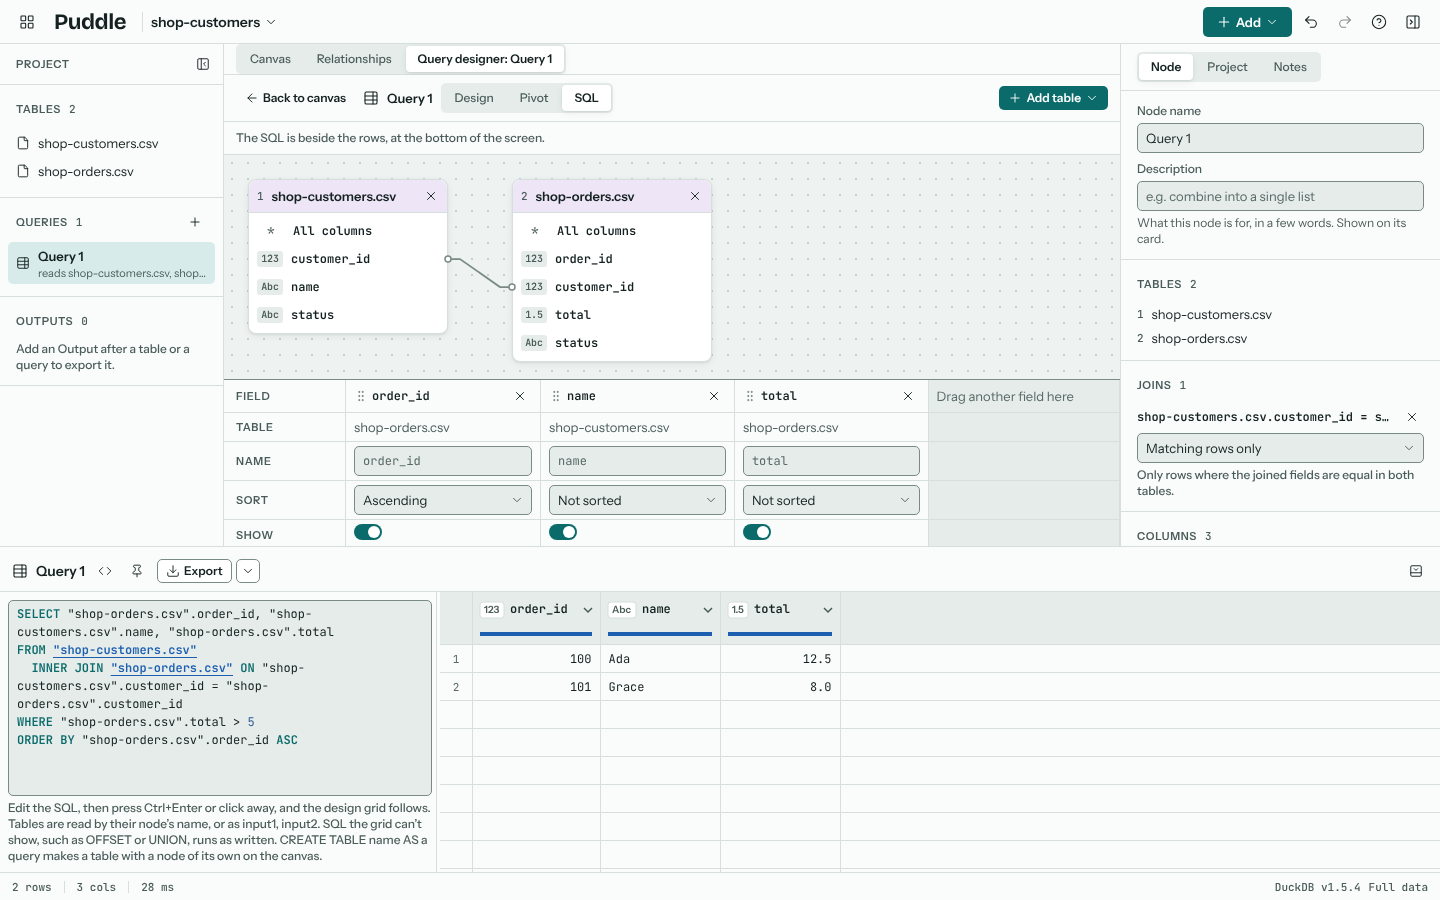 Puddle
shop-customers
Add
PROJECT
TABLES 2
shop-customers.csv
shop-orders.csv
QUERIES 1
Query 1
reads shop-customers.csv, shop...
OUTPUTS 0
Add an Output after a table or a
query to export it.
Canvas
Relationships
Query designer: Query 1
Back to canvas
Query 1
Design
Pivot
SQL
Add table
The SQL is beside the rows, at the bottom of the screen.
1 shop-customers.csv
* All columns
123 customer_id
Abc name
Abc status
2 shop-orders.csv
* All columns
123 order_id
123 customer_id
1.5 total
Abc status
FIELD order_id name total Drag another field here
TABLE shop-orders.csv shop-customers.csv shop-orders.csv
NAME order_id name total
SORT Ascending Not sorted Not sorted
SHOW
Node
Project
Notes
Node name
Query 1
Description
e.g. combine into a single list
What this node is for, in a few words. Shown on its
card.
TABLES 2
1 shop-customers.csv
2 shop-orders.csv
JOINS 1
shop-customers.csv.customer_id = s...
Matching rows only
Only rows where the joined fields are equal in both
tables.
COLUMNS 3
Query 1
Export
SELECT "shop-orders.csv".order_id, "shop-
customers.csv".name, "shop-orders.csv".total
FROM "shop-customers.csv"
INNER JOIN "shop-orders.csv" ON "shop-
customers.csv".customer_id = "shop-
orders.csv".customer_id
WHERE "shop-orders.csv".total > 5
ORDER BY "shop-orders.csv".order_id ASC
Edit the SQL, then press Ctrl+Enter or click away, and the design grid follows.
Tables are read by their node's name, or as input1, input2. SQL the grid can't
show, such as OFFSET or UNION, runs as written. CREATE TABLE name AS a
query makes a table with a node of its own on the canvas.
123 order_id Abc name 1.5 total
1 100 Ada 12.5
2 101 Grace 8.0
2 rows
3 cols
28 ms
DuckDB v1.5.4 Full data